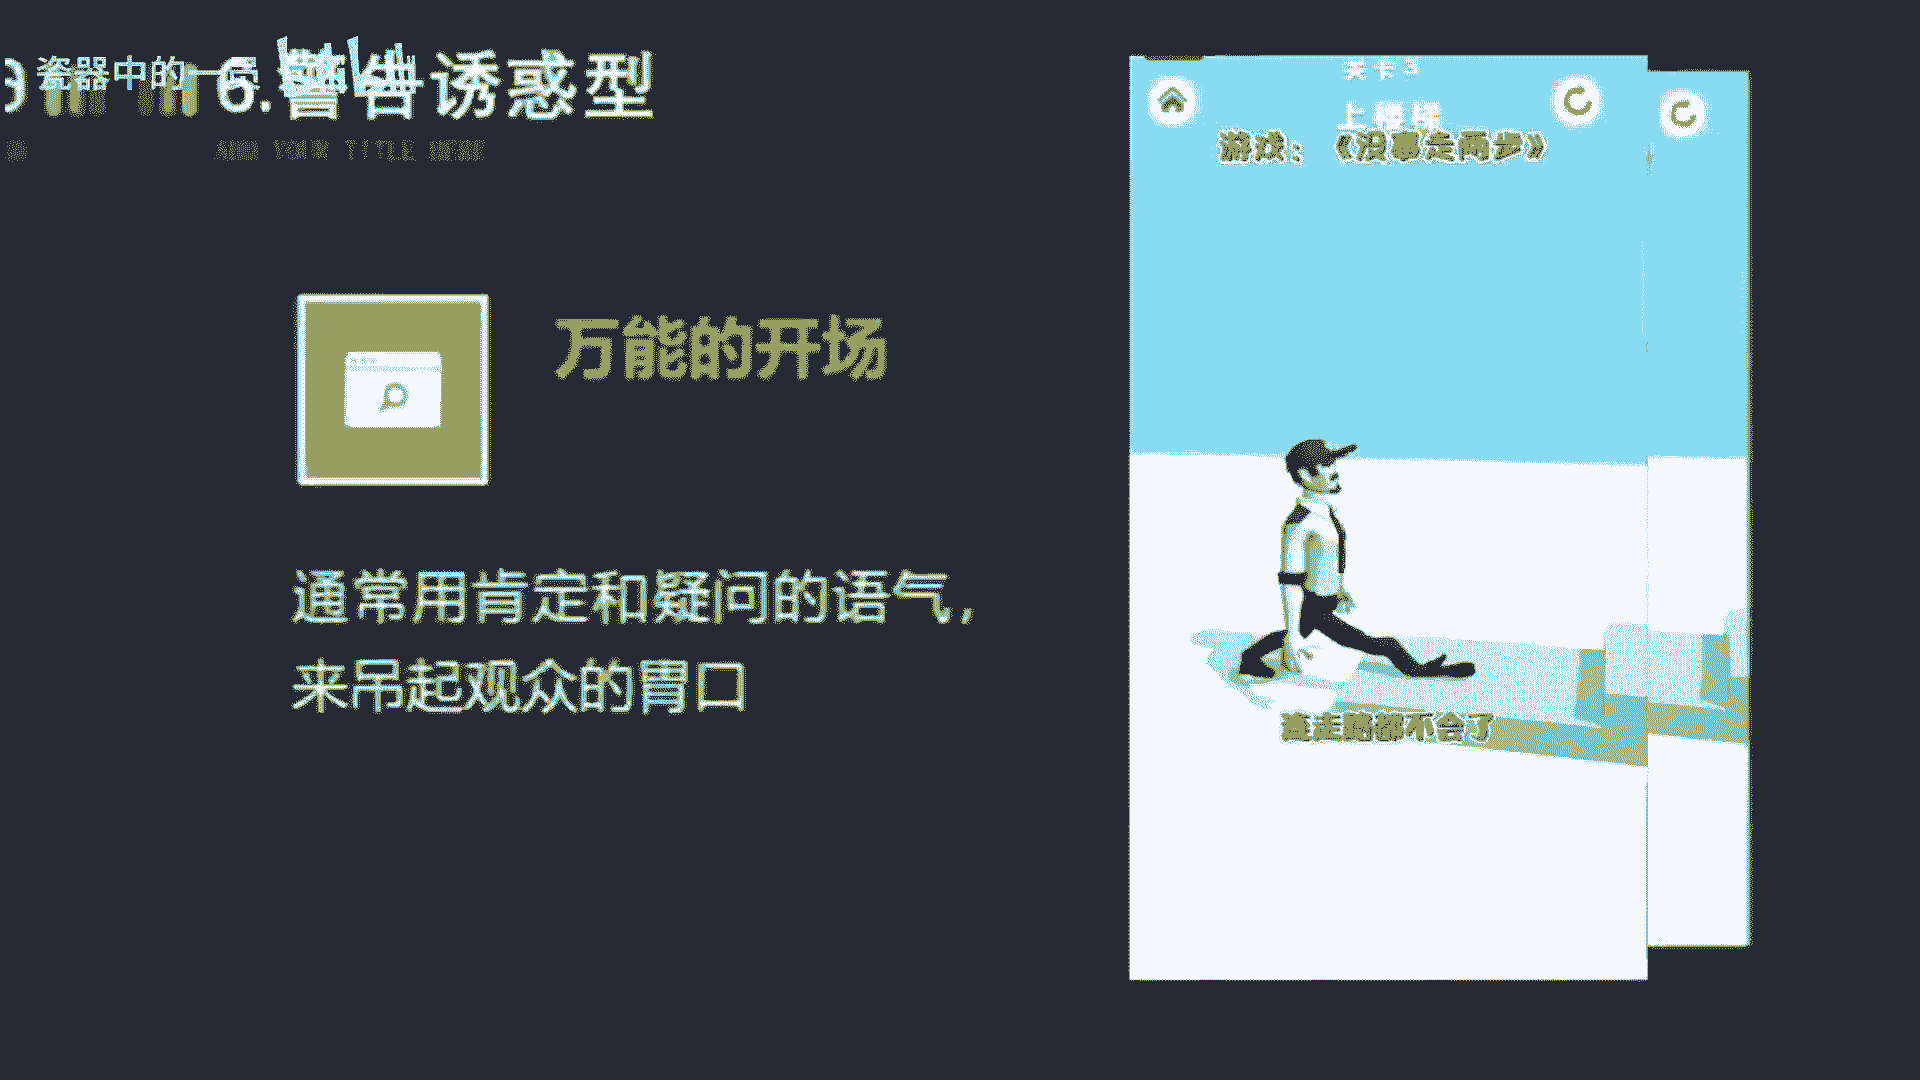 瓷器中的一员
6.警告诱惑型
ADD YOUR TITLE HERE
万能的开场
通常用肯定和疑问的语气,
来吊起观众的胃口
关卡3
上楼梯
游戏：《没事走两步》
连走路都不会了